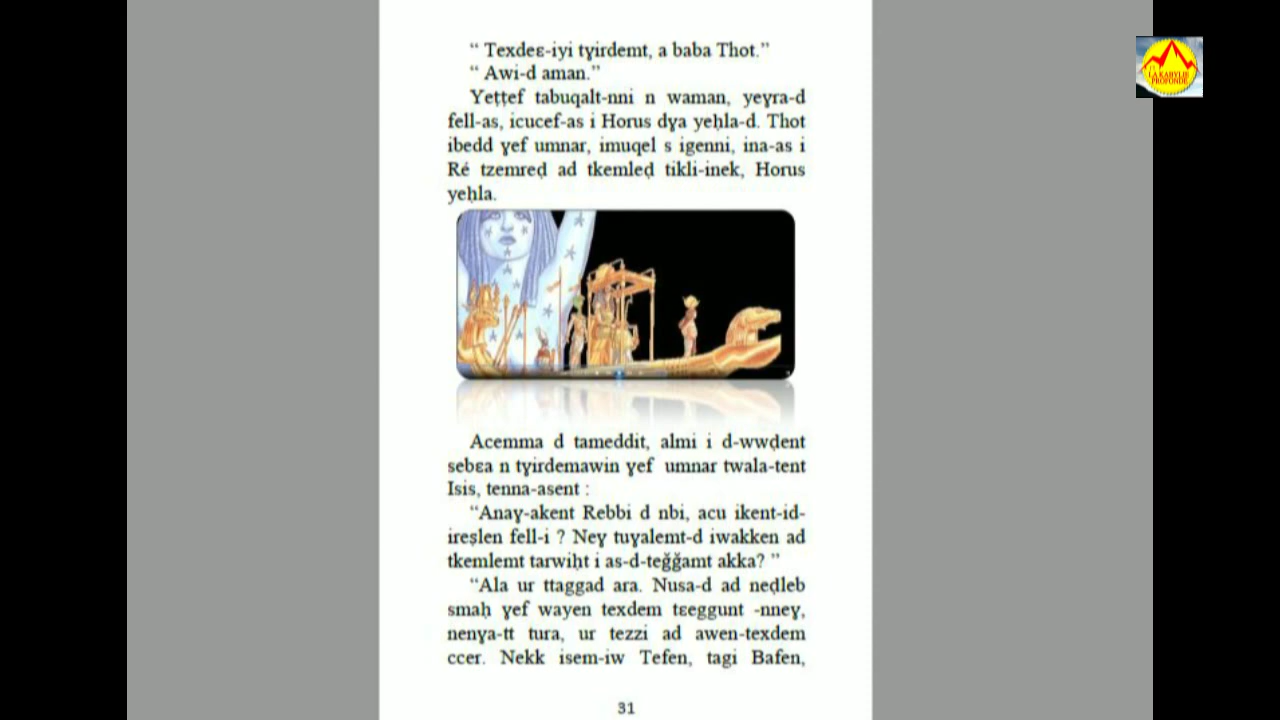 “ Texdeɛ-iyi tɣirdemt, a baba Thot.”
“ Awi-d aman.”
Yeṭṭef tabuqalt-nni n waman, yeɣra-d
fell-as, icucef-as i Horus dɣa yeḥla-d. Thot
ibedd ɣef umnar, imuqel s igenni, ina-as i
Ré tzemreḍ ad tkemleḍ tikli-inek, Horus
yeḥla.
Acemma d tameddit, almi i d-wwḍent
sebɛa n tɣirdemawin ɣef umnar twala-tent
Isis, tenna-asent :
“Anaɣ-akent Rebbi d nbi, acu ikent-id-
ireṣlen fell-i ? Neɣ tuɣalemt-d iwakken ad
tkemlemt tarwiḥt i as-d-teǧǧamt akka? ”
“Ala ur ttaggad ara. Nusa-d ad neḍleb
smaḥ ɣef wayen texdem tɛeggunt -nneɣ,
nenɣa-tt tura, ur tezzi ad awen-texdem
ccer. Nekk isem-iw Tefen, tagi Bafen,
31
LA KABYLIE
PROFONDE